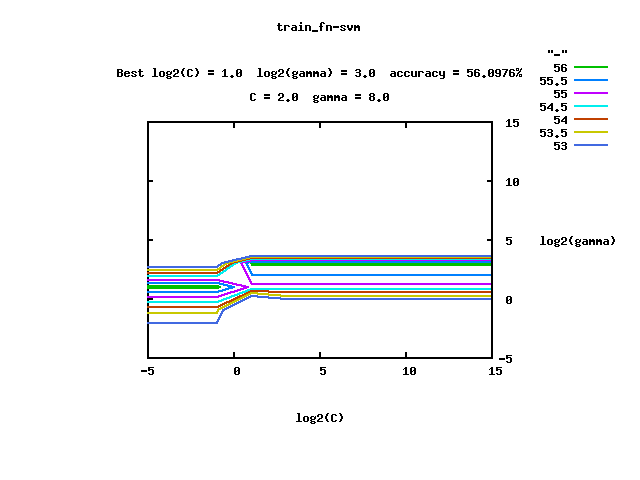 train_fn-svm
Best log2(C) = 1.0  log2(gamma) = 3.0  accuracy = 56.0976%
C = 2.0  gamma = 8.0
"-"
56
55.5
55
54.5
54
53.5
53
15
10
5
0
-5
log2(gamma)
-5 0 5 10 15
log2(C)